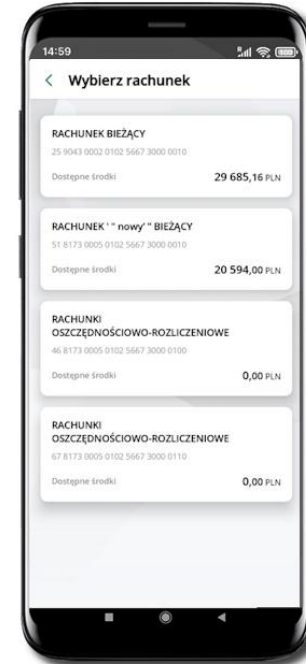 14:59
Wybierz rachunek
RACHUNEK BIEŻĄCY
25 9043 0002 0102 5667 3000 0010
Dostępne środki 29 685,16 PLN
RACHUNEK ' " nowy' " BIEŻĄCY
51 8173 0005 0102 5667 3000 0010
Dostępne środki 20 594,00 PLN
RACHUNKI
OSZCZĘDNOŚCIOWO-ROZLICZENIOWE
46 8173 0005 0102 5667 3000 0100
Dostępne środki 0,00 PLN
RACHUNKI
OSZCZĘDNOŚCIOWO-ROZLICZENIOWE
67 8173 0005 0102 5667 3000 0110
Dostępne środki 0,00 PLN